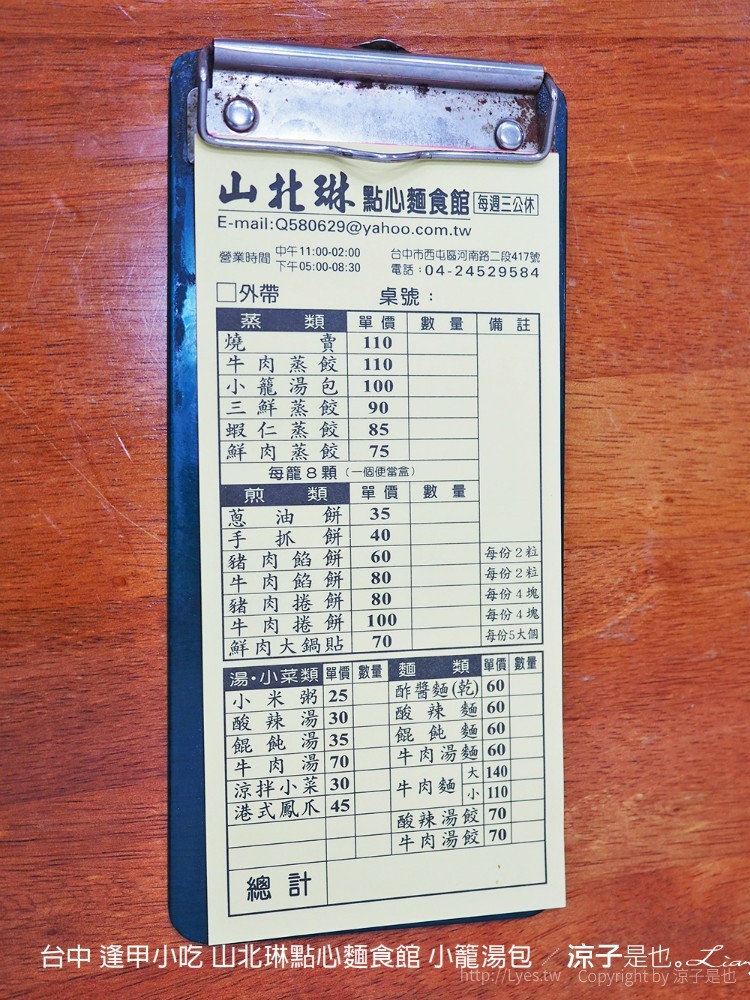 山北琳 點心麵食館 每週三公休
E-mail:Q580629@yahoo.com.tw
營業時間 中午11:00-02:00
下午05:00-08:30
台中市西屯區河南路二段417號
電話：04-24529584
□外帶 桌號：
蒸類 單價 數量 備註
燒賣 110
牛肉蒸餃 110
小籠湯包 100
三鮮蒸餃 90
蝦仁蒸餃 85
鮮肉蒸餃 75
每籠8顆（一個便當盒）
煎類 單價 數量
蔥油餅 35
手抓餅 40
豬肉餡餅 60 每份2粒
牛肉餡餅 80 每份2粒
豬肉捲餅 80 每份4塊
牛肉捲餅 100 每份4塊
鮮肉大鍋貼 70 每份5大個
湯·小菜類 單價 數量
小米粥 25
酸辣湯 30
餛飩湯 35
牛肉湯 70
涼拌小菜 30
港式鳳爪 45
麵類 單價 數量
酢醬麵(乾) 60
酸辣麵 60
餛飩麵 60
牛肉湯麵 60
牛肉麵 大 140
小 110
酸辣湯餃 70
牛肉湯餃 70
總計
台中 逢甲小吃 山北琳點心麵食館 小籠湯包 / 涼子是也。Lian
http://Lyes.tw Copyright by 涼子是也